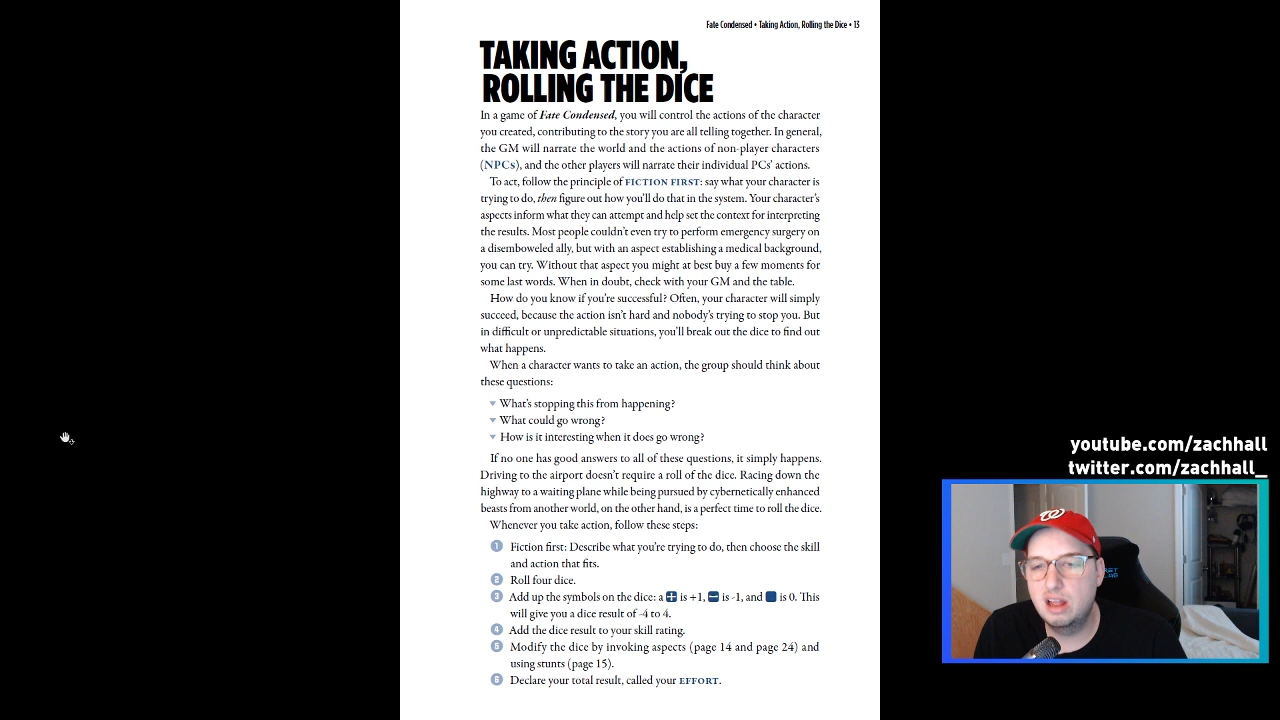 Fate Condensed • Taking Action, Rolling the Dice • 13
TAKING ACTION,
ROLLING THE DICE
In a game of Fate Condensed, you will control the actions of the character
you created, contributing to the story you are all telling together. In general,
the GM will narrate the world and the actions of non-player characters
(NPCs), and the other players will narrate their individual PCs' actions.
To act, follow the principle of FICTION FIRST: say what your character is
trying to do, then figure out how you'll do that in the system. Your character's
aspects inform what they can attempt and help set the context for interpreting
the results. Most people couldn't even try to perform emergency surgery on
a disemboweled ally, but with an aspect establishing a medical background,
you can try. Without that aspect you might at best buy a few moments for
some last words. When in doubt, check with your GM and the table.
How do you know if you're successful? Often, your character will simply
succeed, because the action isn't hard and nobody's trying to stop you. But
in difficult or unpredictable situations, you'll break out the dice to find out
what happens.
When a character wants to take an action, the group should think about
these questions:
What's stopping this from happening?
What could go wrong?
How is it interesting when it does go wrong?
If no one has good answers to all of these questions, it simply happens.
Driving to the airport doesn't require a roll of the dice. Racing down the
highway to a waiting plane while being pursued by cybernetically enhanced
beasts from another world, on the other hand, is a perfect time to roll the dice.
Whenever you take action, follow these steps:
1 Fiction first: Describe what you're trying to do, then choose the skill
and action that fits.
2 Roll four dice.
3 Add up the symbols on the dice: a + is +1, - is -1, and is 0. This
will give you a dice result of -4 to 4.
4 Add the dice result to your skill rating.
5 Modify the dice by invoking aspects (page 14 and page 24) and
using stunts (page 15).
6 Declare your total result, called your EFFORT.
youtube.com/zachhall
twitter.com/zachhall_
W